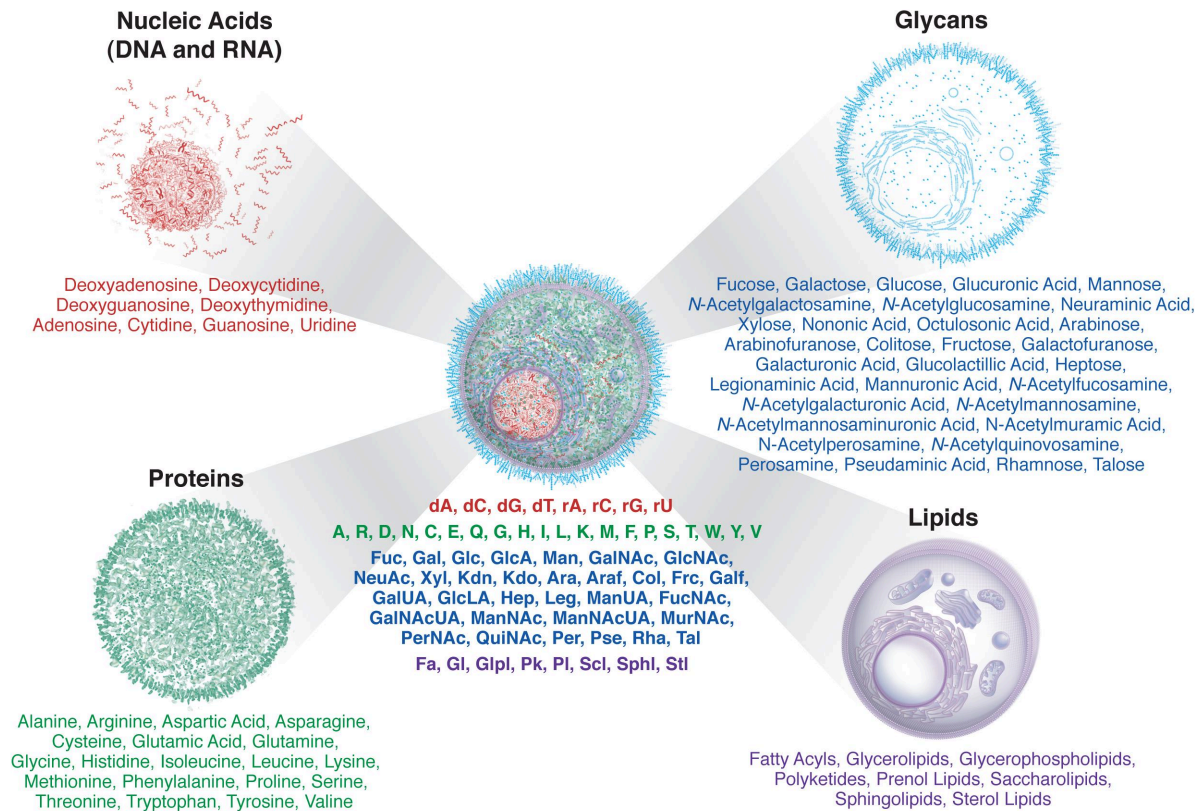 Nucleic Acids
(DNA and RNA)
Deoxyadenosine, Deoxycytidine,
Deoxyguanosine, Deoxythymidine,
Adenosine, Cytidine, Guanosine, Uridine
Glycans
Fucose, Galactose, Glucose, Glucuronic Acid, Mannose,
N-Acetylgalactosamine, N-Acetylglucosamine, Neuraminic Acid,
Xylose, Nononic Acid, Octulosonic Acid, Arabinose,
Arabinofuranose, Colitose, Fructose, Galactofuranose,
Galacturonic Acid, Glucolactillic Acid, Heptose,
Legionaminic Acid, Mannuronic Acid, N-Acetylfucosamine,
N-Acetylgalacturonic Acid, N-Acetylmannosamine,
N-Acetylmannosaminuronic Acid, N-Acetylmuramic Acid,
N-Acetylperosamine, N-Acetylquinovosamine,
Perosamine, Pseudaminic Acid, Rhamnose, Talose
dA, dC, dG, dT, rA, rC, rG, rU
A, R, D, N, C, E, Q, G, H, I, L, K, M, F, P, S, T, W, Y, V
Fuc, Gal, Glc, GlcA, Man, GalNAc, GlcNAc,
NeuAc, Xyl, Kdn, Kdo, Ara, Araf, Col, Frc, Galf,
GalUA, GlcLA, Hep, Leg, ManUA, FucNAc,
GalNAcUA, ManNAc, ManNAcUA, MurNAc,
PerNAc, QuiNAc, Per, Pse, Rha, Tal
Fa, Gl, Glpl, Pk, Pl, Scl, Sphl, Stl
Proteins
Alanine, Arginine, Aspartic Acid, Asparagine,
Cysteine, Glutamic Acid, Glutamine,
Glycine, Histidine, Isoleucine, Leucine, Lysine,
Methionine, Phenylalanine, Proline, Serine,
Threonine, Tryptophan, Tyrosine, Valine
Lipids
Fatty Acyls, Glycerolipids, Glycerophospholipids,
Polyketides, Prenol Lipids, Saccharolipids,
Sphingolipids, Sterol Lipids